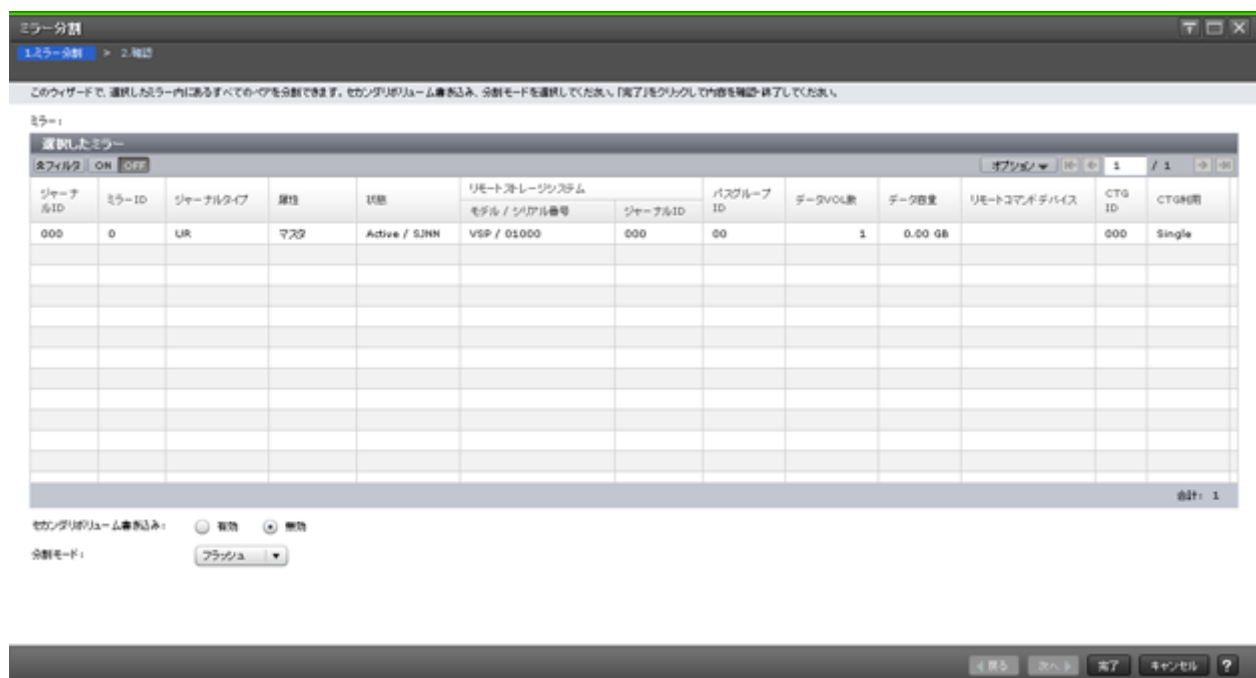 ミラー分割
1.ミラー分割 > 2.確認
このウィザードで、選択したミラー内にあるすべてのペアを分割できます。セカンダリボリューム書き込み、分割モードを選択してください。「完了」をクリックして内容を確認・終了してください。
ミラー:
選択したミラー
全フィルタ ON OFF オプション 1 / 1
ジャーナルID ミラーID ジャーナルタイプ 属性 状態 リモートストレージシステム パスグループID データVOL数 データ容量 リモートコマンドデバイス CTG ID CTG利用
モデル / シリアル番号 ジャーナルID
000 0 UR マスタ Active / SJNN VSP / 01000 000 00 1 0.00 GB 000 Single
合計: 1
セカンダリボリューム書き込み: 有効 無効
分割モード: フラッシュ
戻る 次へ 完了 キャンセル ?